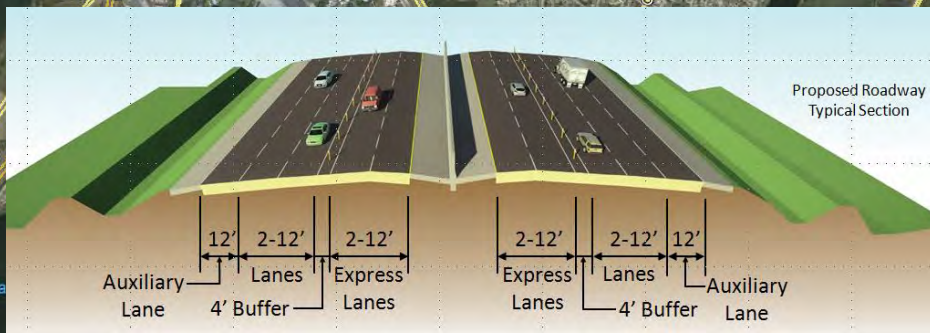 Proposed Roadway
Typical Section
12’ 2-12’ 2-12’ 2-12’ 2-12’ 12’
Auxiliary Lane
Lanes
4’ Buffer
Express Lanes
Express Lanes
4’ Buffer
Lanes
Auxiliary Lane